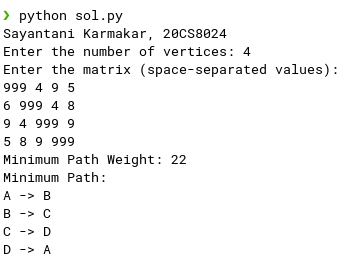 ❯ python sol.py
Sayantani Karmakar, 20CS8024
Enter the number of vertices: 4
Enter the matrix (space-separated values):
999 4 9 5
6 999 4 8
9 4 999 9
5 8 9 999
Minimum Path Weight: 22
Minimum Path:
A -> B
B -> C
C -> D
D -> A